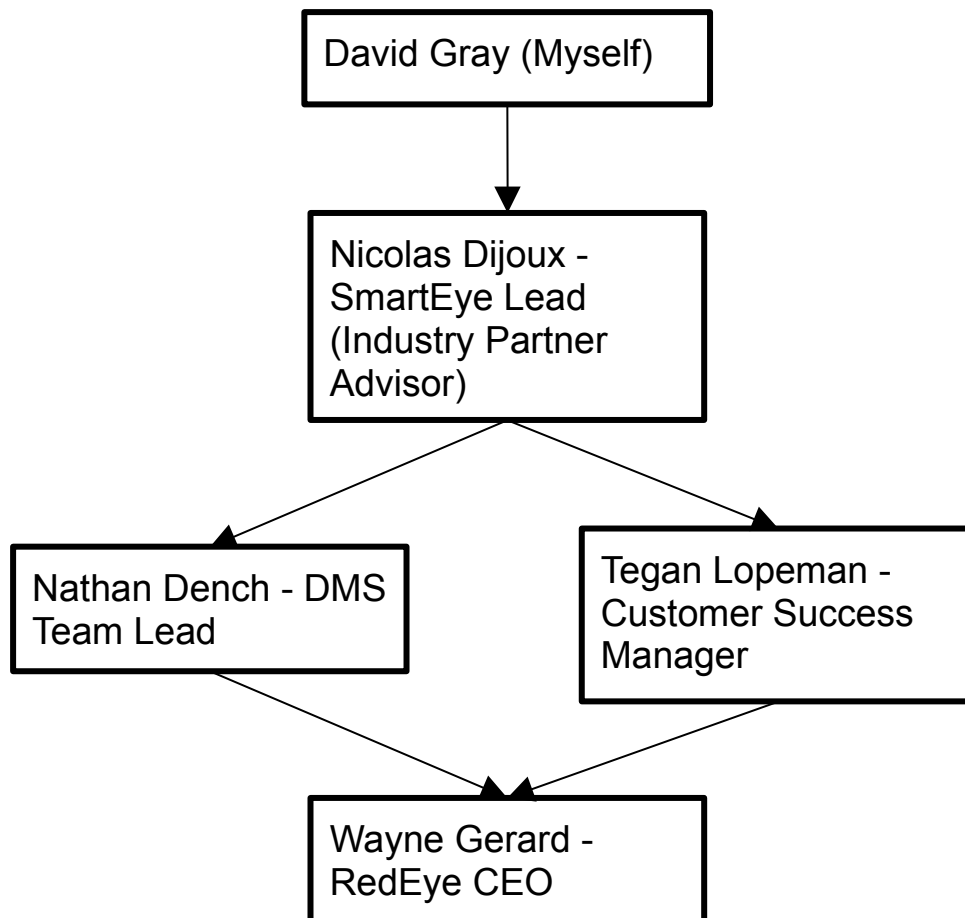 David Gray (Myself)
Nicolas Dijoux -
SmartEye Lead
(Industry Partner
Advisor)
Nathan Dench - DMS
Team Lead
Tegan Lopeman -
Customer Success
Manager
Wayne Gerard -
RedEye CEO